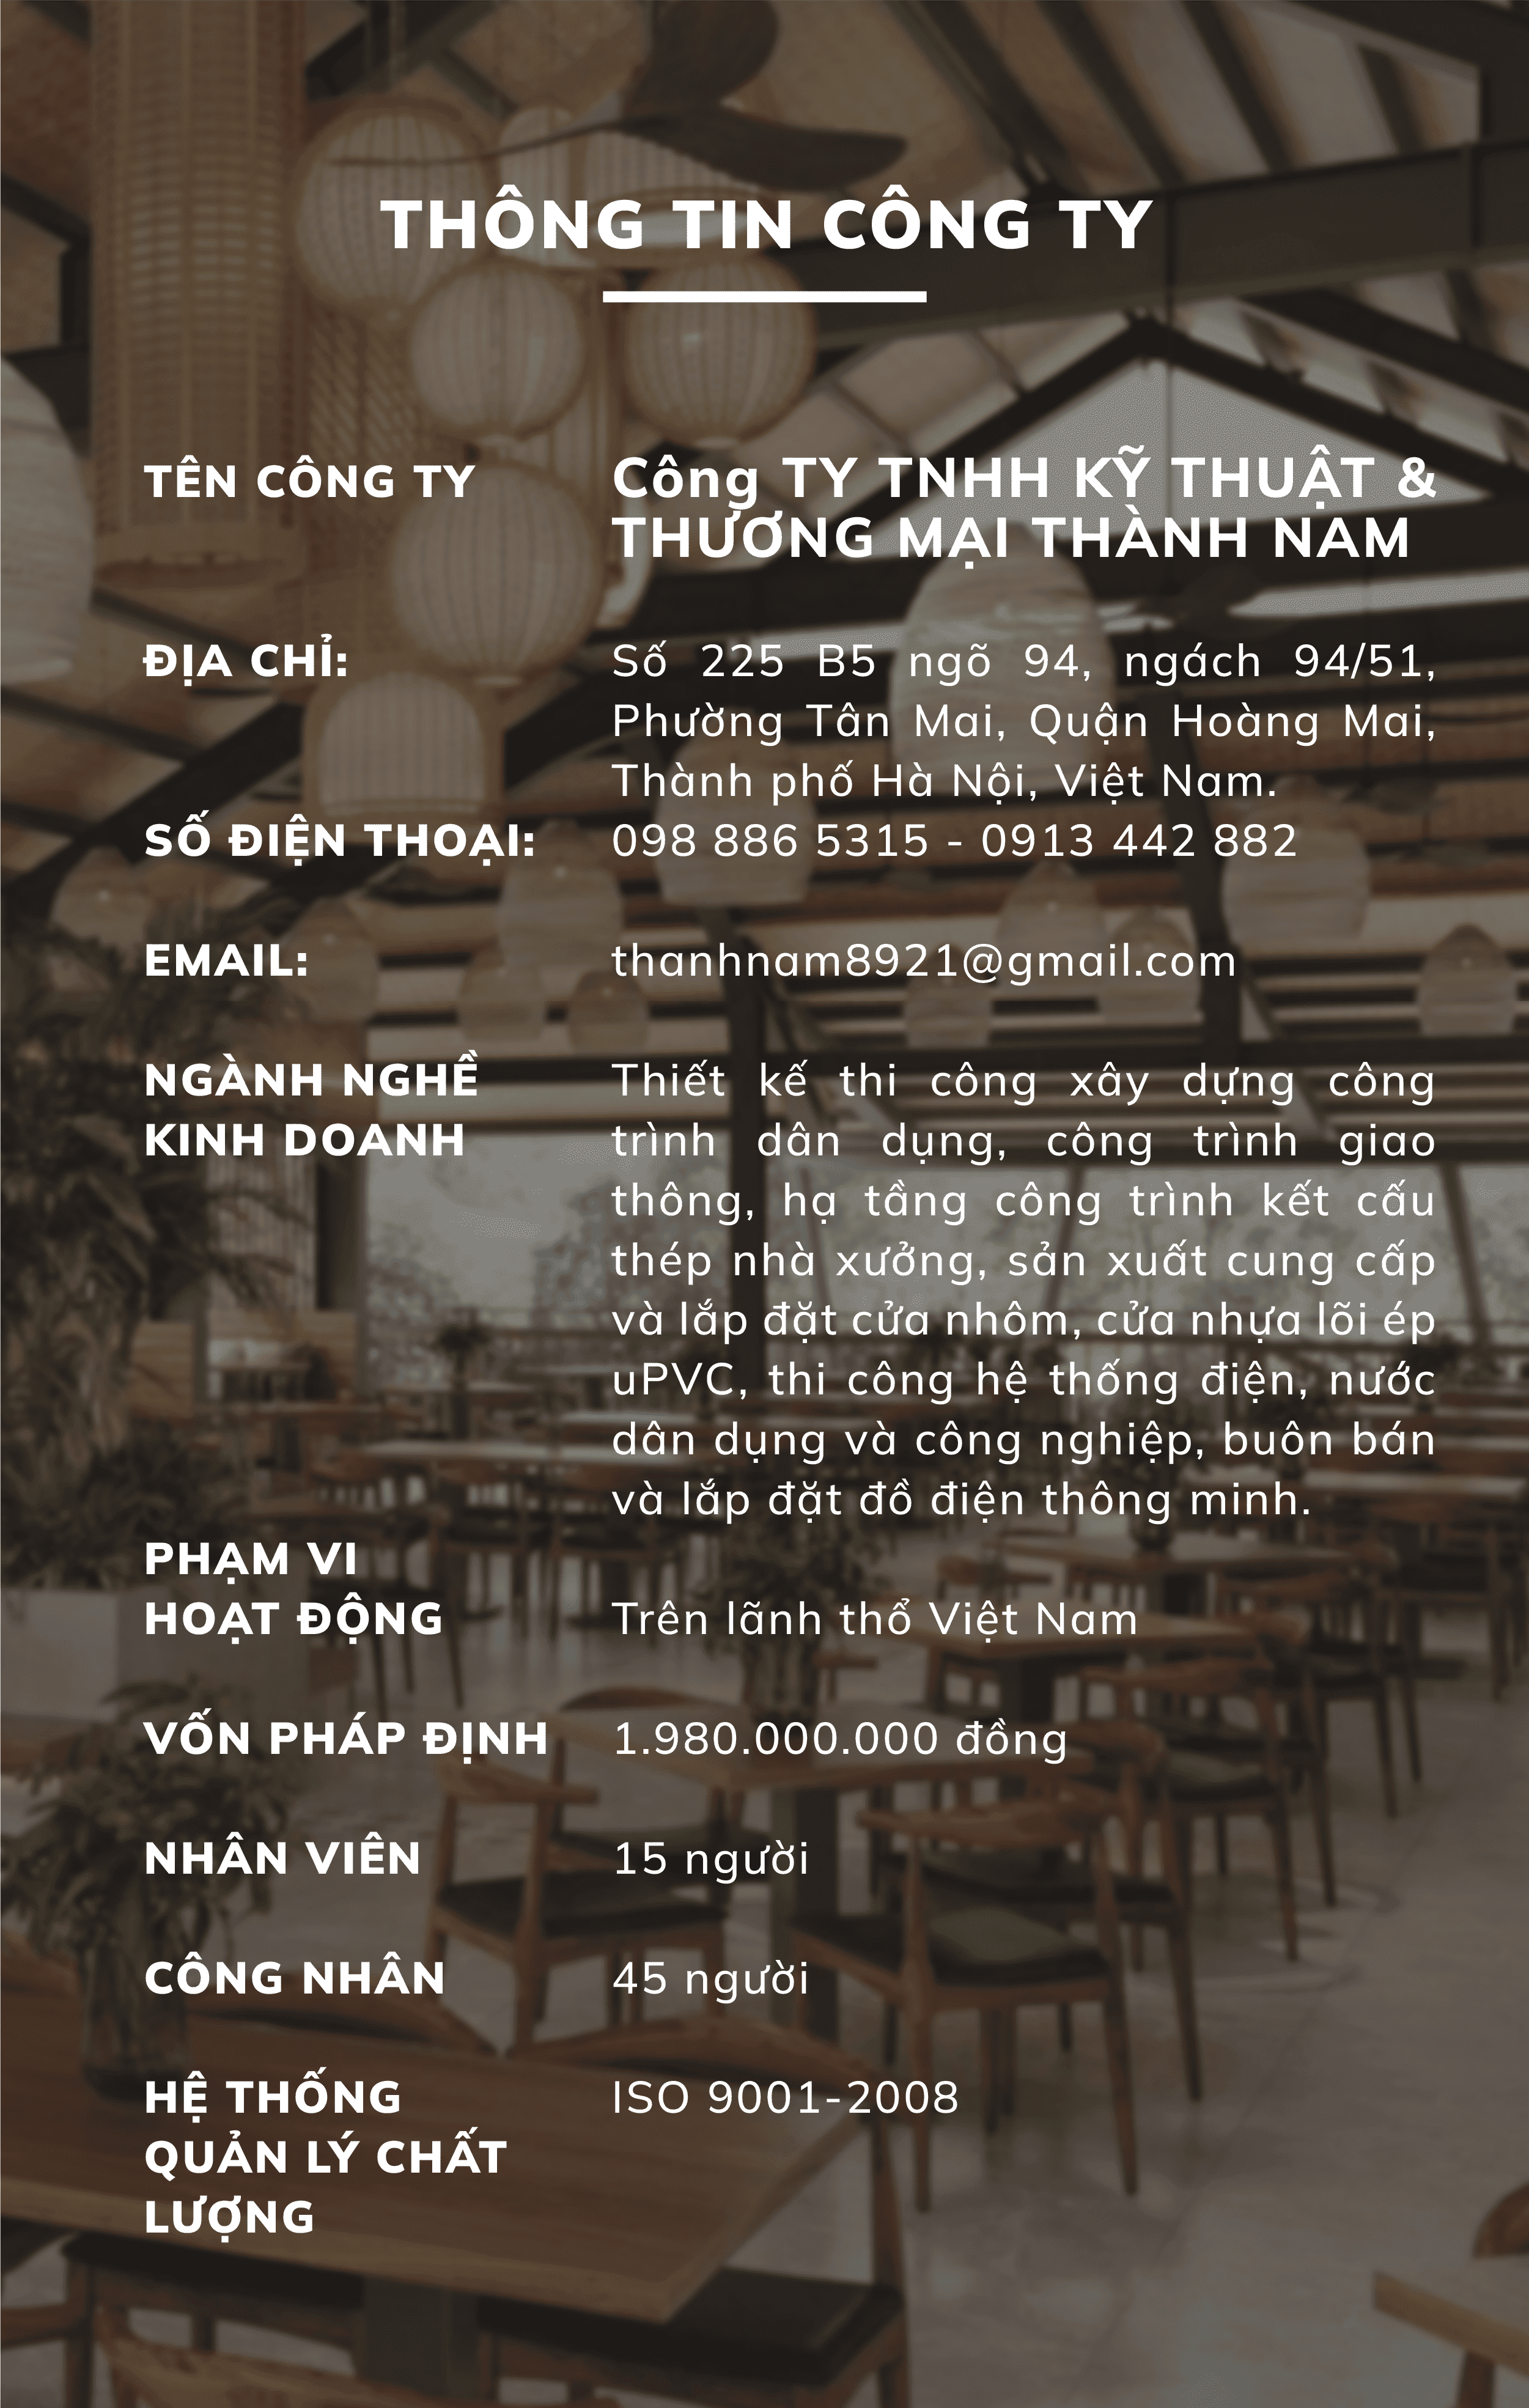 THÔNG TIN CÔNG TY
TÊN CÔNG TY
Công TY TNHH KỸ THUẬT &
THƯƠNG MẠI THÀNH NAM
ĐỊA CHỈ:
Số 225 B5 ngõ 94, ngách 94/51,
Phường Tân Mai, Quận Hoàng Mai,
Thành phố Hà Nội, Việt Nam.
SỐ ĐIỆN THOẠI:
098 886 5315 - 0913 442 882
EMAIL:
thanhnam8921@gmail.com
NGÀNH NGHỀ
KINH DOANH
Thiết kế thi công xây dựng công
trình dân dụng, công trình giao
thông, hạ tầng công trình kết cấu
thép nhà xưởng, sản xuất cung cấp
và lắp đặt cửa nhôm, cửa nhựa lõi ép
uPVC, thi công hệ thống điện, nước
dân dụng và công nghiệp, buôn bán
và lắp đặt đồ điện thông minh.
PHẠM VI
HOẠT ĐỘNG
Trên lãnh thổ Việt Nam
VỐN PHÁP ĐỊNH
1.980.000.000 đồng
NHÂN VIÊN
15 người
CÔNG NHÂN
45 người
HỆ THỐNG
QUẢN LÝ CHẤT
LƯỢNG
ISO 9001-2008